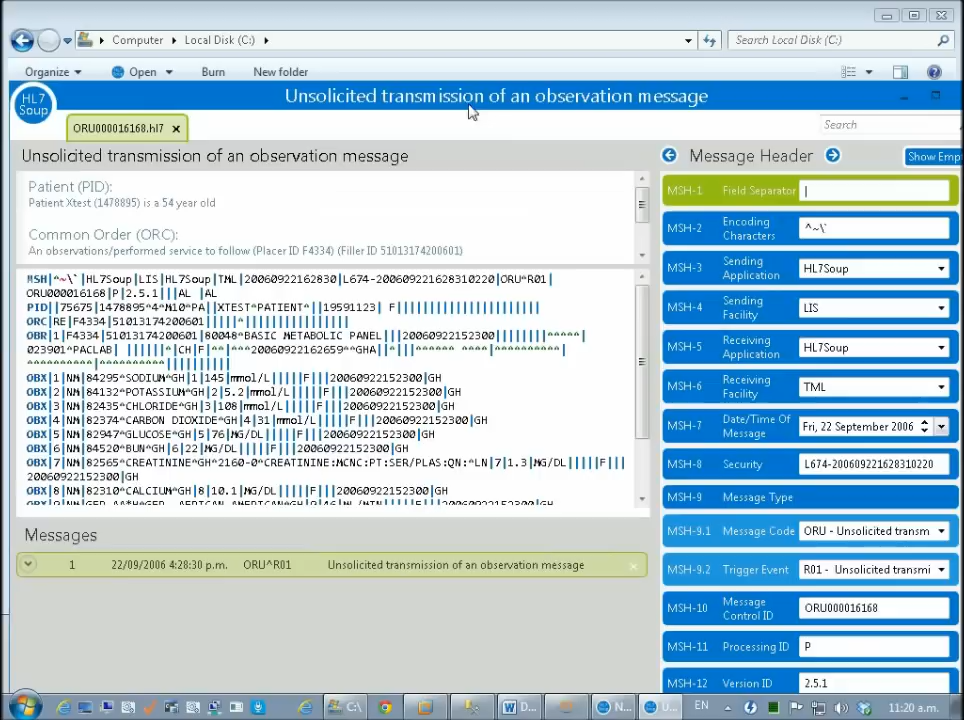 Computer ▸ Local Disk (C:) ▸
Search Local Disk (C:)
Organize ▾ Open ▾ Burn New folder
HL7
Soup
Unsolicited transmission of an observation message
ORU000016168.hl7
Search
Unsolicited transmission of an observation message
Patient (PID):
Patient Xtest (1478895) is a 54 year old
Common Order (ORC):
An observations/performed service to follow (Placer ID F4334) (Filler ID 51013174200601)
MSH|^~\`|HL7Soup|LIS|HL7Soup|TML|20060922162830|L674-200609221628310220|ORU^R01|
ORU000016168|P|2.5.1|||AL |AL
PID||75675|1478895^4^M10^PA||XTEST^PATIENT^||19591123| F||||||||||||||||||||||
ORC|RE|F4334|51013174200601|||||^|||||||||||||||||
OBR|1|F4334|51013174200601|80048^BASIC METABOLIC PANEL|||20060922152300||||||||^^^^^|
023901^PACLAB| ||||||^|CH|F|^^ |^^^20060922162659^^GHA||^|||^^^^^^ ^^^^|^^^^^^^^^^|
^^^^^^^^^^|^^^^^^^^^^||||||||||
OBX|1|NM|84295^SODIUM^GH|1|145|mmol/L|||||F|||20060922152300|GH
OBX|2|NM|84132^POTASSIUM^GH|2|5.2|mmol/L|||||F|||20060922152300|GH
OBX|3|NM|82435^CHLORIDE^GH|3|108|mmol/L|||||F|||20060922152300|GH
OBX|4|NM|82374^CARBON DIOXIDE^GH|4|31|mmol/L|||||F|||20060922152300|GH
OBX|5|NM|82947^GLUCOSE^GH|5|76|MG/DL|||||F|||20060922152300|GH
OBX|6|NM|84520^BUN^GH|6|22|MG/DL|||||F|||20060922152300|GH
OBX|7|NM|82565^CREATININE^GH^2160-0^CREATININE:MCNC:PT:SER/PLAS:QN:^LN|7|1.3|MG/DL|||||F|||
20060922152300|GH
OBX|8|NM|82310^CALCIUM^GH|8|10.1|MG/DL|||||F|||20060922152300|GH
Messages
1 22/09/2006 4:28:30 p.m. ORU^R01 Unsolicited transmission of an observation message
Message Header
Show Emp
MSH-1 Field Separator |
MSH-2 Encoding Characters ^~\`
MSH-3 Sending Application HL7Soup
MSH-4 Sending Facility LIS
MSH-5 Receiving Application HL7Soup
MSH-6 Receiving Facility TML
MSH-7 Date/Time Of Message Fri, 22 September 2006
MSH-8 Security L674-200609221628310220
MSH-9 Message Type
MSH-9.1 Message Code ORU - Unsolicited transm
MSH-9.2 Trigger Event R01 - Unsolicited transmi
MSH-10 Message Control ID ORU000016168
MSH-11 Processing ID P
MSH-12 Version ID 2.5.1
C:\ D... N... U... EN 11:20 a.m.